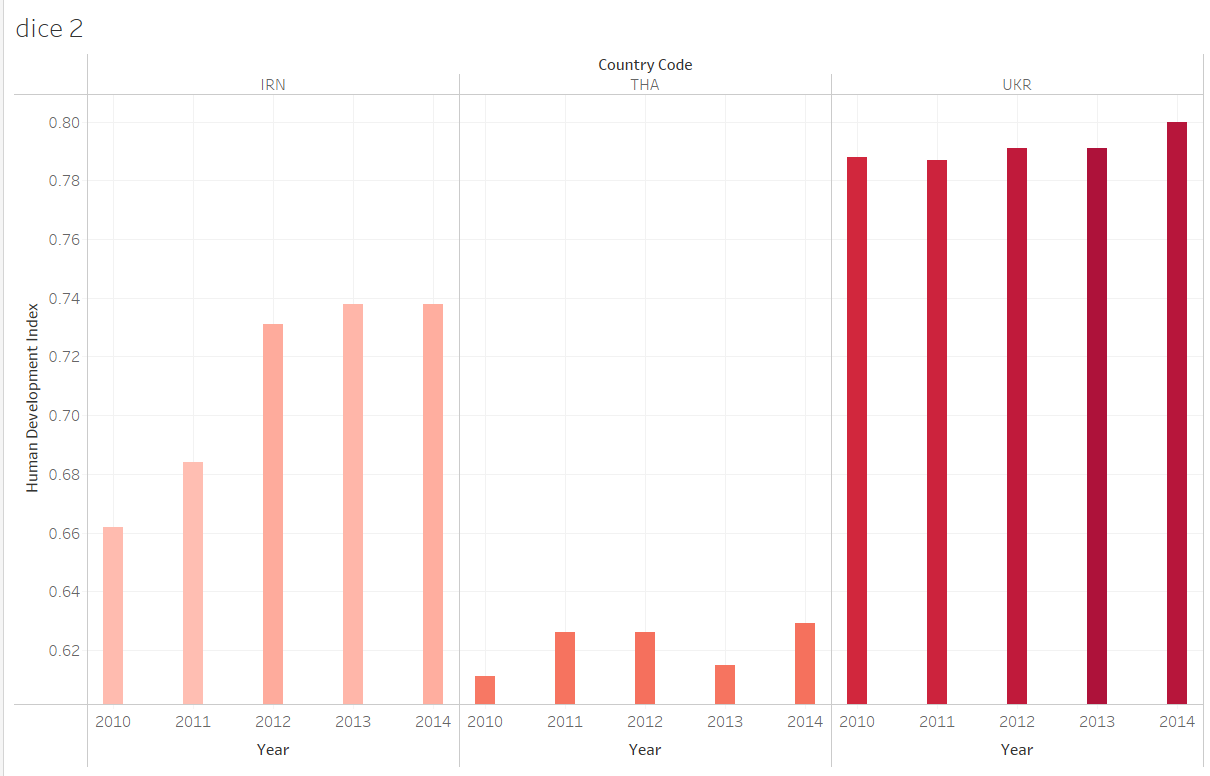 dice 2
Country Code
IRN THA UKR
Human Development Index
0.80
0.78
0.76
0.74
0.72
0.70
0.68
0.66
0.64
0.62
2010 2011 2012 2013 2014 2010 2011 2012 2013 2014 2010 2011 2012 2013 2014
Year Year Year